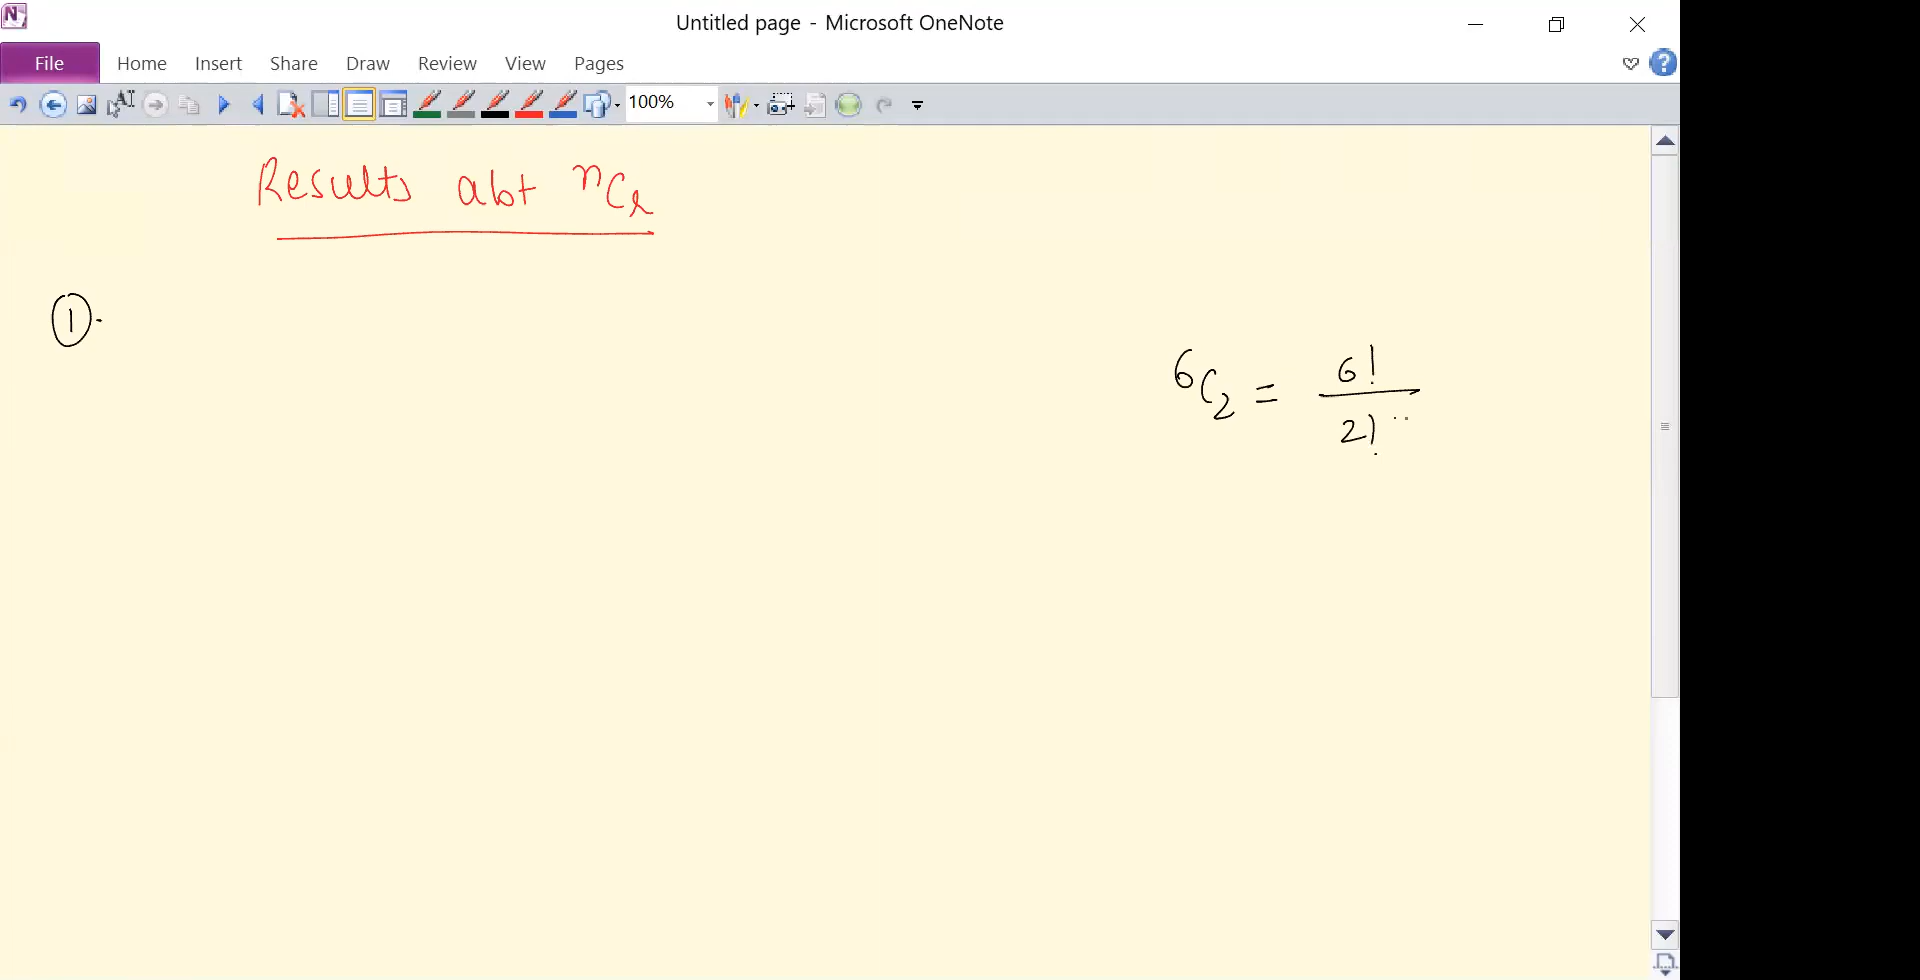 Untitled page - Microsoft OneNote
File Home Insert Share Draw Review View Pages
100%
Results abt ⁿCᵣ
①.
⁶C₂ = 6! / 2!